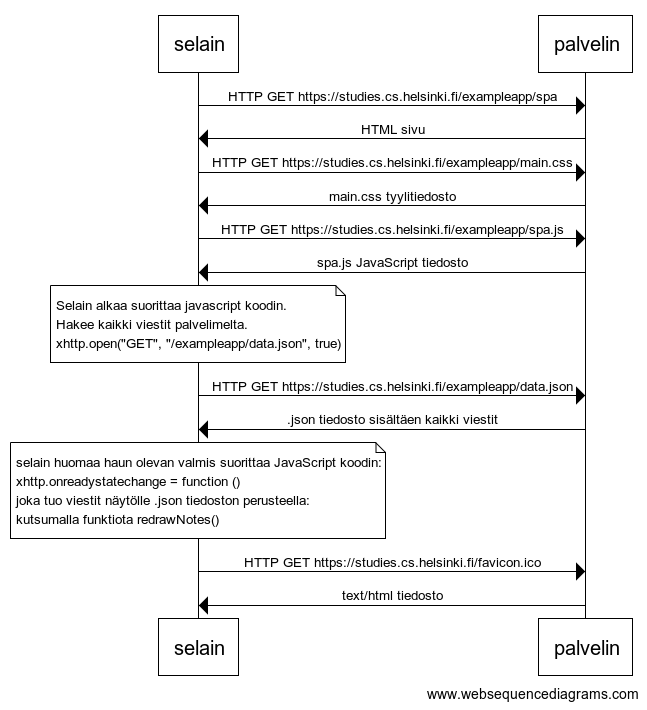 selain
palvelin
HTTP GET https://studies.cs.helsinki.fi/exampleapp/spa
HTML sivu
HTTP GET https://studies.cs.helsinki.fi/exampleapp/main.css
main.css tyylitiedosto
HTTP GET https://studies.cs.helsinki.fi/exampleapp/spa.js
spa.js JavaScript tiedosto
Selain alkaa suorittaa javascript koodin.
Hakee kaikki viestit palvelimelta.
xhttp.open("GET", "/exampleapp/data.json", true)
HTTP GET https://studies.cs.helsinki.fi/exampleapp/data.json
.json tiedosto sisältäen kaikki viestit
selain huomaa haun olevan valmis suorittaa JavaScript koodin:
xhttp.onreadystatechange = function ()
joka tuo viestit näytölle .json tiedoston perusteella:
kutsumalla funktiota redrawNotes()
HTTP GET https://studies.cs.helsinki.fi/favicon.ico
text/html tiedosto
selain
palvelin
www.websequencediagrams.com